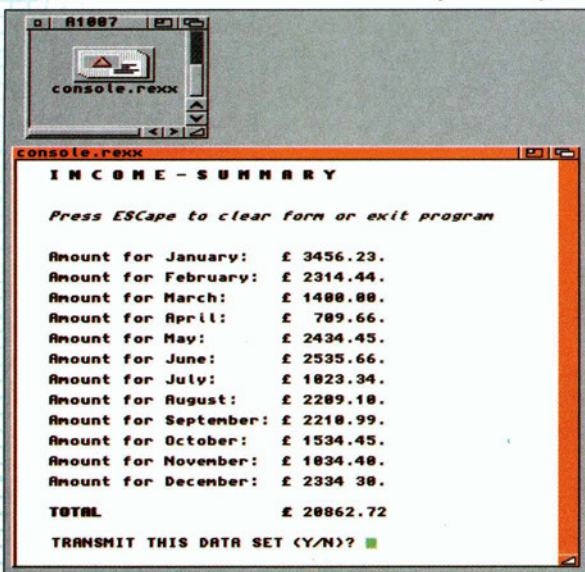 A1007
console.rexx
console.rexx
INCOME-SUMMARY
Press ESCape to clear form or exit program
Amount for January: £ 3456.23.
Amount for February: £ 2314.44.
Amount for March: £ 1400.00.
Amount for April: £ 709.66.
Amount for May: £ 2434.45.
Amount for June: £ 2535.66.
Amount for July: £ 1023.34.
Amount for August: £ 2209.10.
Amount for September: £ 2210.99.
Amount for October: £ 1534.45.
Amount for November: £ 1034.40.
Amount for December: £ 2334 30.
TOTAL £ 20862.72
TRANSMIT THIS DATA SET (Y/N)?